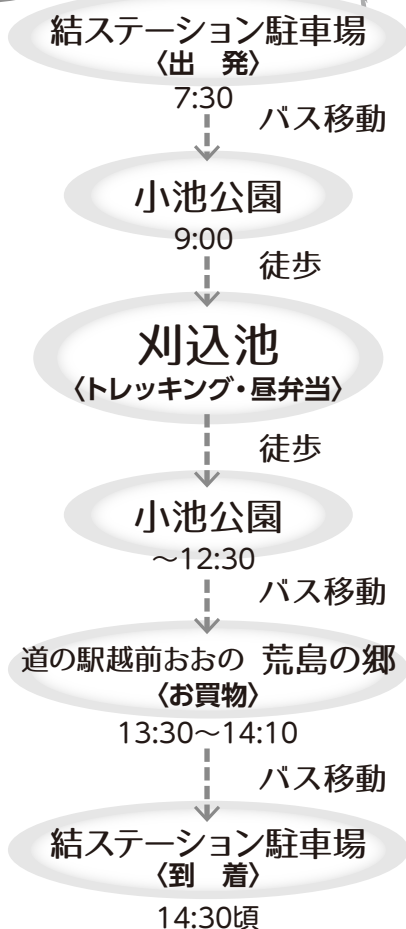 結ステーション駐車場
〈出　発〉
7:30
バス移動
小池公園
9:00
徒歩
刈込池
〈トレッキング・昼弁当〉
徒歩
小池公園
～12:30
バス移動
道の駅越前おおの 荒島の郷
〈お買物〉
13:30～14:10
バス移動
結ステーション駐車場
〈到　着〉
14:30頃